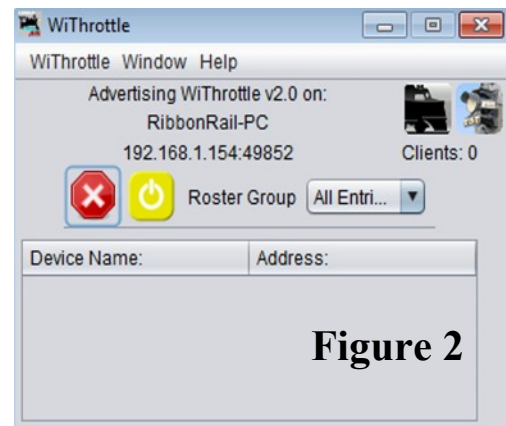 WiThrottle
WiThrottle Window Help
Advertising WiThrottle v2.0 on:
RibbonRail-PC
192.168.1.154:49852 Clients: 0
Roster Group All Entri...
Device Name: Address:
Figure 2